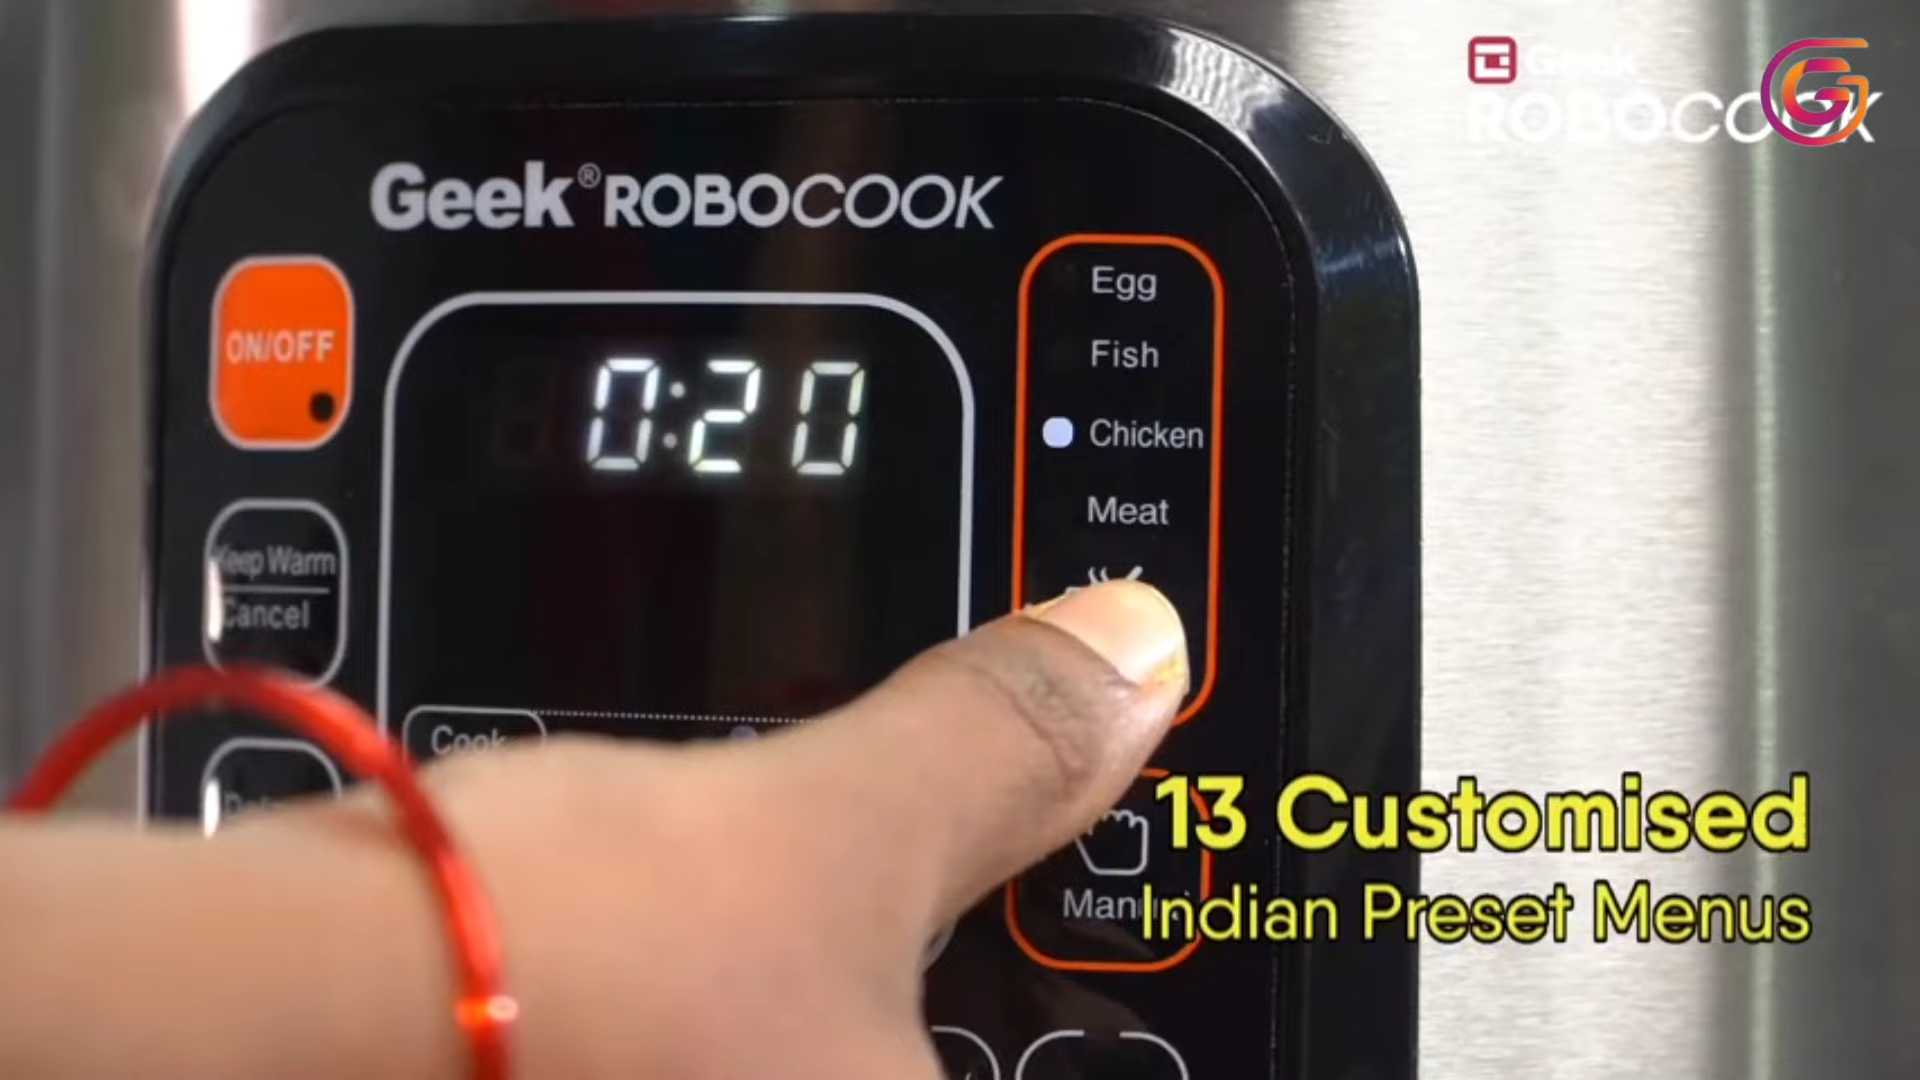 Geek
ROBOCOOK
Geek® ROBOCOOK
ON/OFF
0:20
Egg
Fish
Chicken
Meat
Keep Warm
Cancel
Cook
13 Customised
Indian Preset Menus